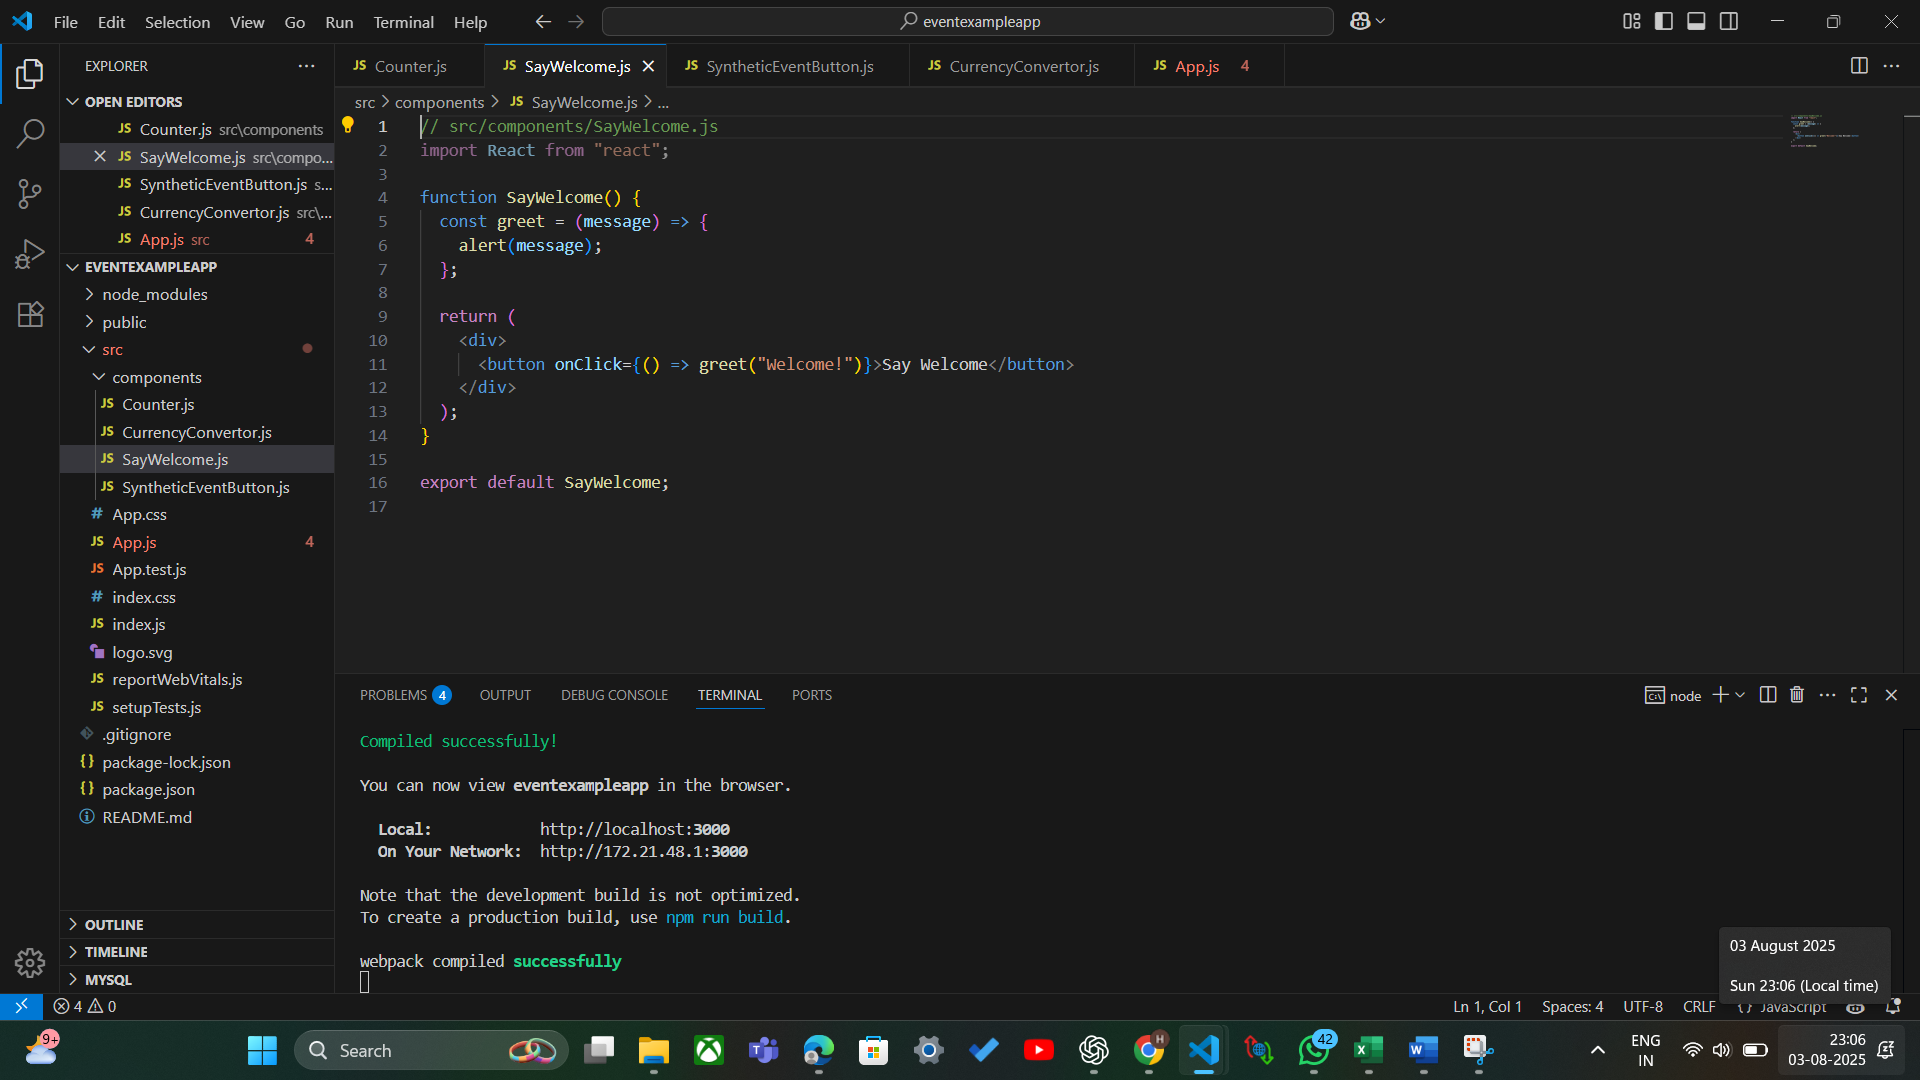 File Edit Selection View Go Run Terminal Help
eventexampleapp
EXPLORER
OPEN EDITORS
JS Counter.js src\components
JS SayWelcome.js src\compo...
JS SyntheticEventButton.js s...
JS CurrencyConvertor.js src\...
JS App.js src 4
EVENTEXAMPLEAPP
node_modules
public
src
components
JS Counter.js
JS CurrencyConvertor.js
JS SayWelcome.js
JS SyntheticEventButton.js
# App.css
JS App.js 4
JS App.test.js
# index.css
JS index.js
logo.svg
JS reportWebVitals.js
JS setupTests.js
.gitignore
{} package-lock.json
{} package.json
README.md
OUTLINE
TIMELINE
MYSQL
JS Counter.js JS SayWelcome.js JS SyntheticEventButton.js JS CurrencyConvertor.js JS App.js 4
src > components > JS SayWelcome.js > ...
1 // src/components/SayWelcome.js
2 import React from "react";
3
4 function SayWelcome() {
5 const greet = (message) => {
6 alert(message);
7 };
8
9 return (
10 <div>
11 <button onClick={() => greet("Welcome!")}>Say Welcome</button>
12 </div>
13 );
14 }
15
16 export default SayWelcome;
17
PROBLEMS 4 OUTPUT DEBUG CONSOLE TERMINAL PORTS
node
Compiled successfully!
You can now view eventexampleapp in the browser.
Local: http://localhost:3000
On Your Network: http://172.21.48.1:3000
Note that the development build is not optimized.
To create a production build, use npm run build.
webpack compiled successfully
03 August 2025
Sun 23:06 (Local time)
4 0
Ln 1, Col 1 Spaces: 4 UTF-8 CRLF {} JavaScript
9+
Search
H
42
ENG
IN
23:06
03-08-2025